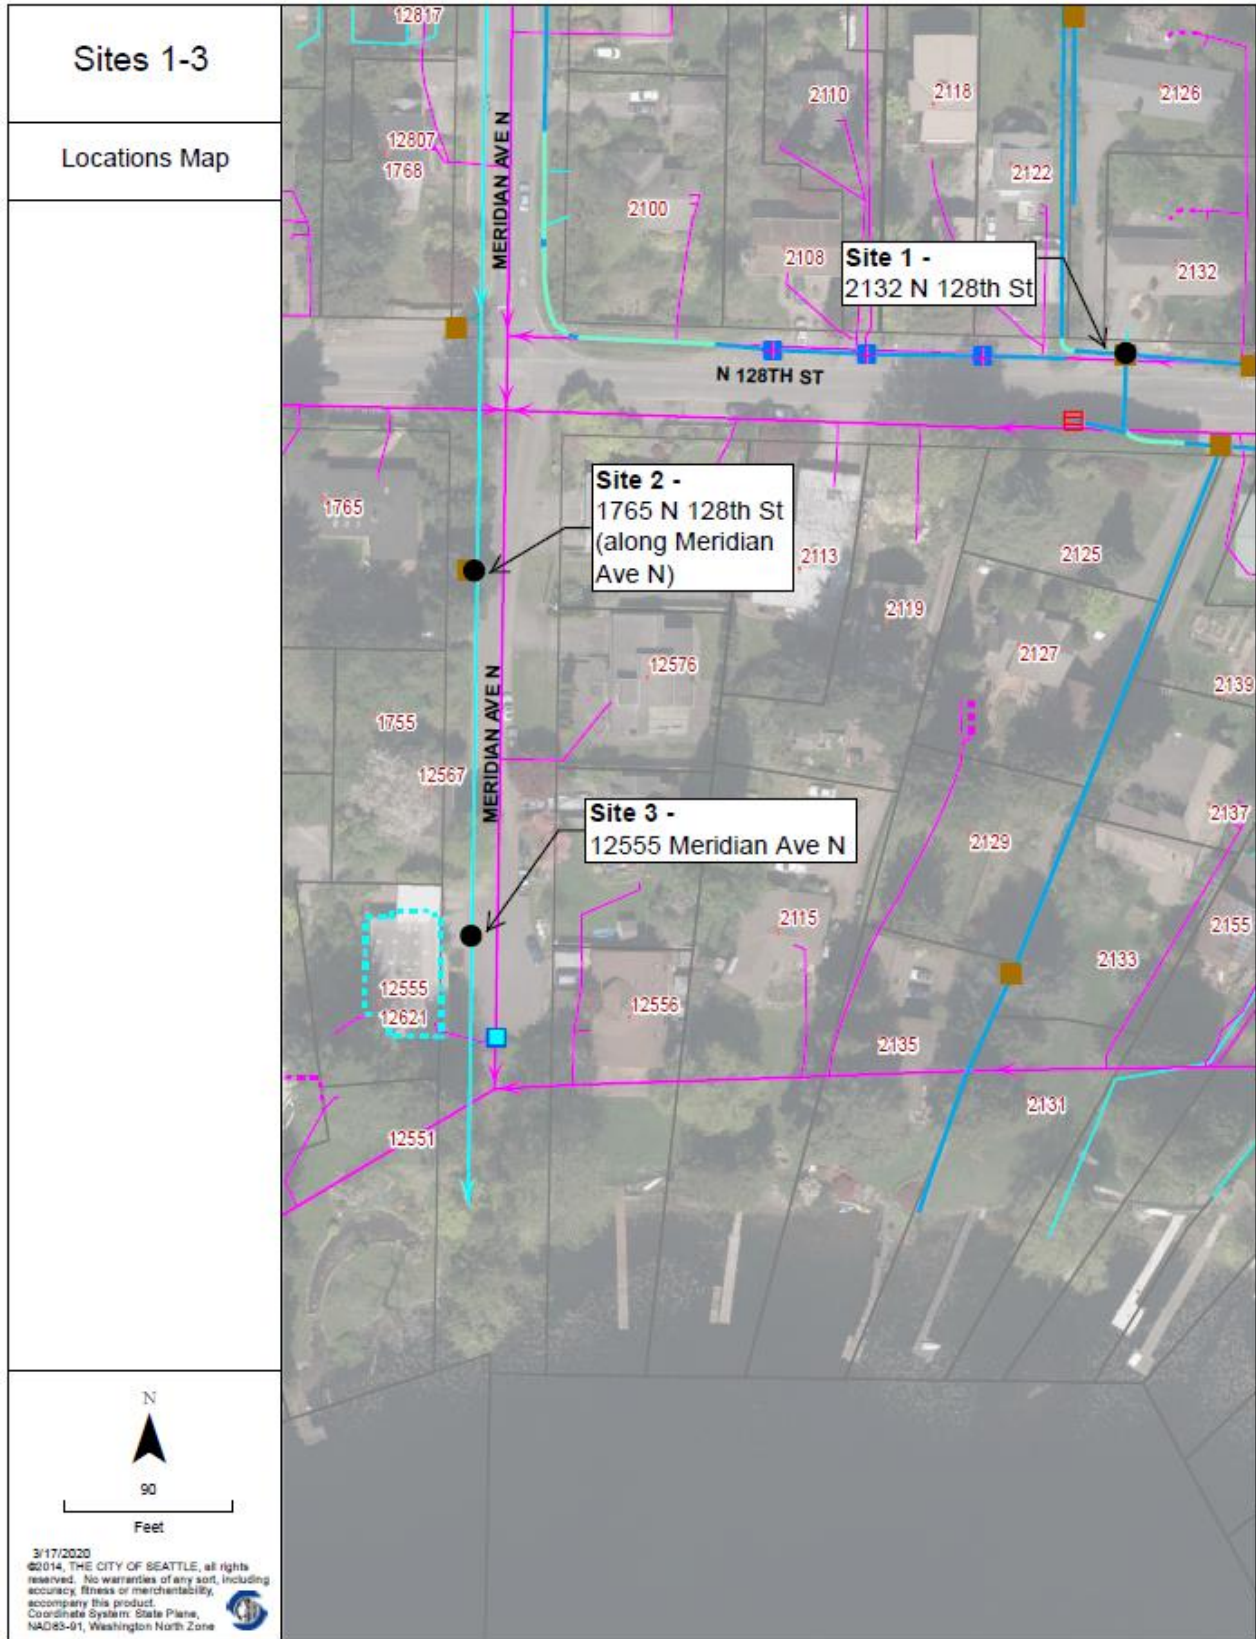 Sites 1-3
Locations Map
N
90
Feet
3/17/2020
©2014, THE CITY OF SEATTLE, all rights
reserved. No warranties of any sort, including
accuracy, fitness or merchantability,
accompany this product.
Coordinate System: State Plane,
NAD83-91, Washington North Zone
12817
2110
2118
2126
12807
1768
MERIDIAN AVE N
2122
2100
2108
Site 1 -
2132 N 128th St
2132
N 128TH ST
Site 2 -
1765 N 128th St
(along Meridian
Ave N)
1765
2113
2125
2119
12576
2127
2139
1755
MERIDIAN AVE N
12567
Site 3 -
12555 Meridian Ave N
2129
2137
2115
2155
2133
12555
12556
12621
2135
2131
12551